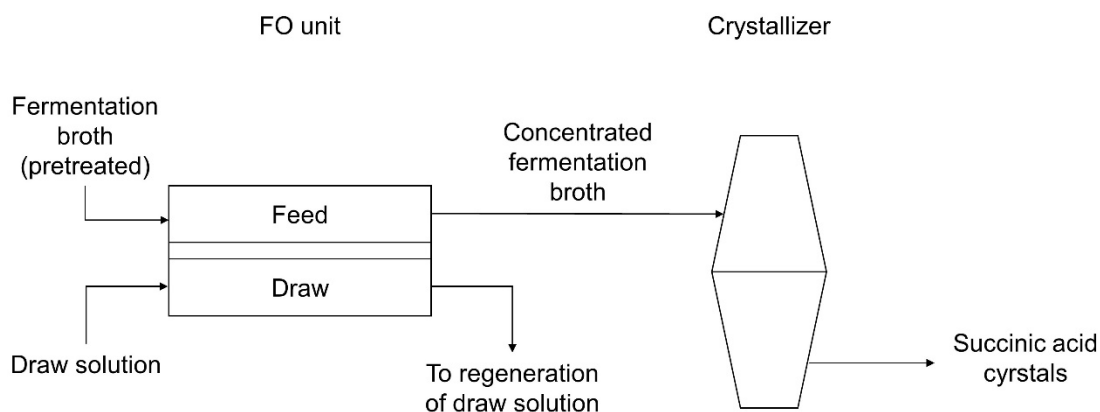 FO unit
Crystallizer
Fermentation
broth
(pretreated)
Concentrated
fermentation
broth
Feed
Draw
Draw solution
To regeneration
of draw solution
Succinic acid
cyrstals